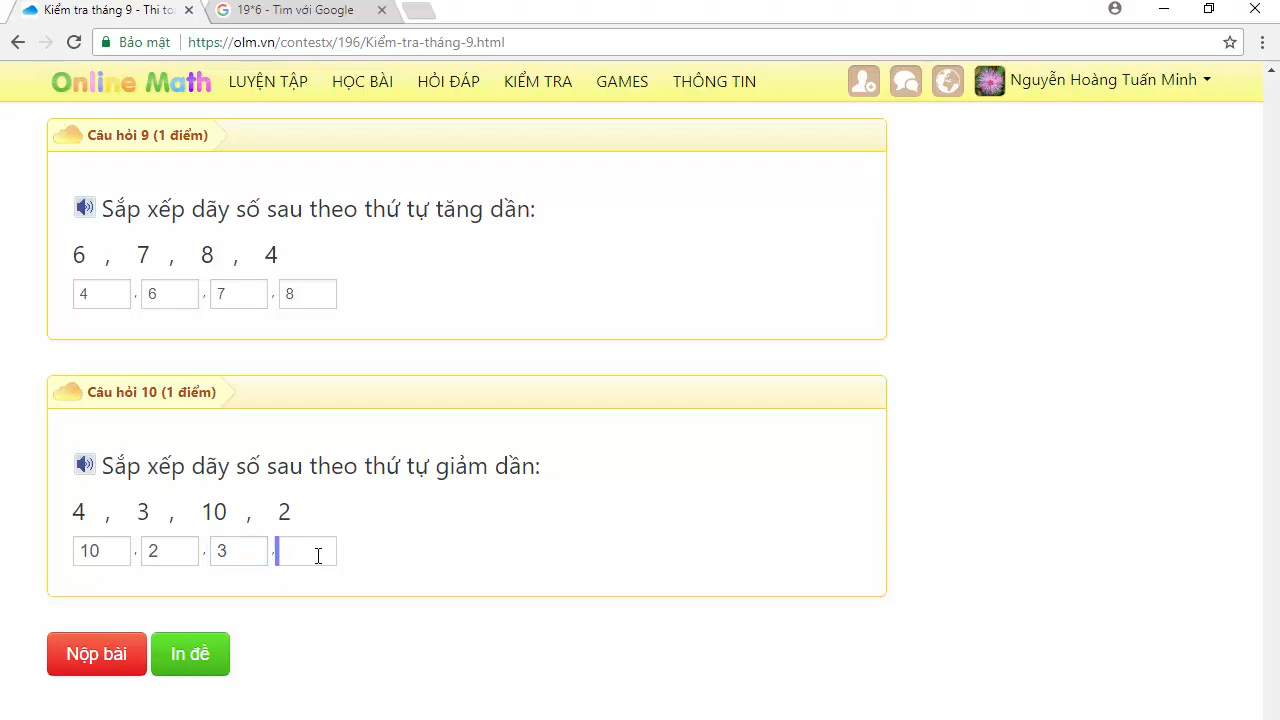 Kiểm tra tháng 9 - Thi to
19*6 - Tìm với Google
Bảo mật
https://olm.vn/contestx/196/Kiểm-tra-tháng-9.html
Online Math
LUYỆN TẬP
HỌC BÀI
HỎI ĐÁP
KIỂM TRA
GAMES
THÔNG TIN
Nguyễn Hoàng Tuấn Minh
Câu hỏi 9 (1 điểm)
Sắp xếp dãy số sau theo thứ tự tăng dần:
6 , 7 , 8 , 4
4 , 6 , 7 , 8
Câu hỏi 10 (1 điểm)
Sắp xếp dãy số sau theo thứ tự giảm dần:
4 , 3 , 10 , 2
10 , 2 , 3 ,
Nộp bài
In đề